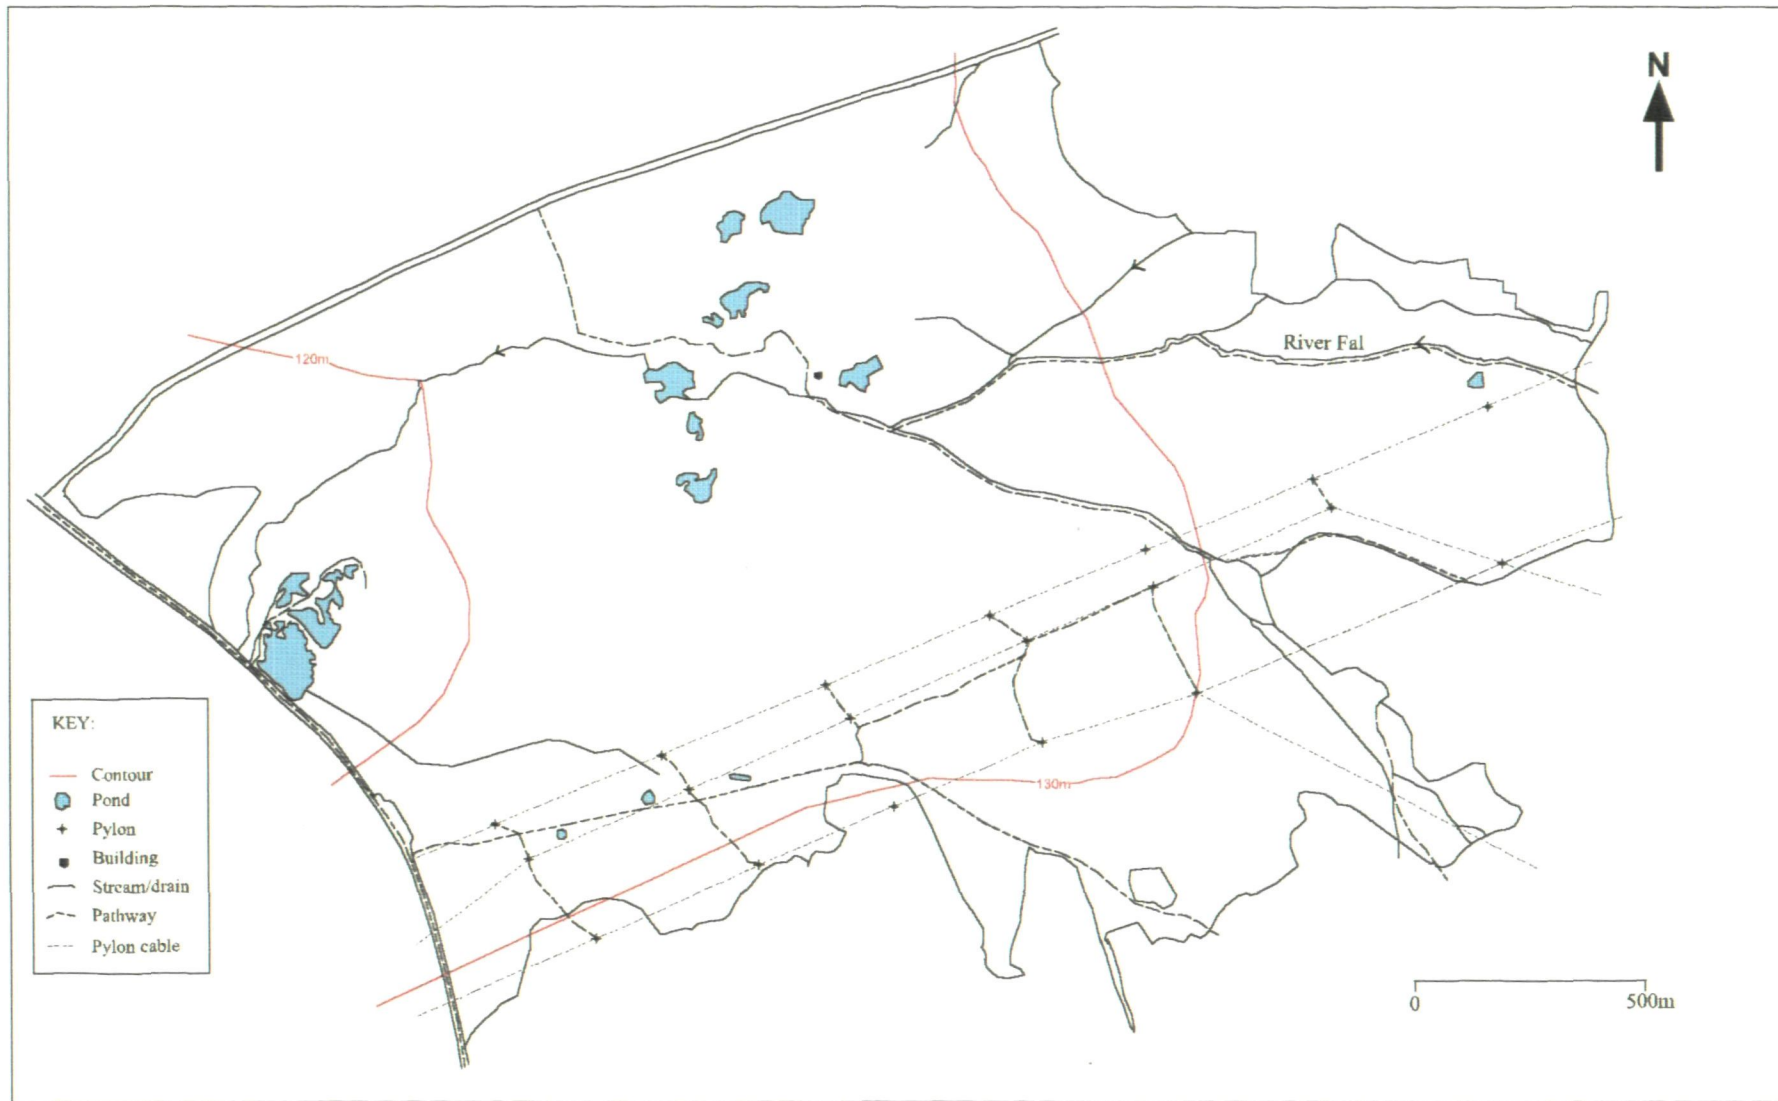 N
120m
River Fal
KEY:
Contour
Pond
Pylon
Building
Stream/drain
Pathway
Pylon cable
130m
0 500m